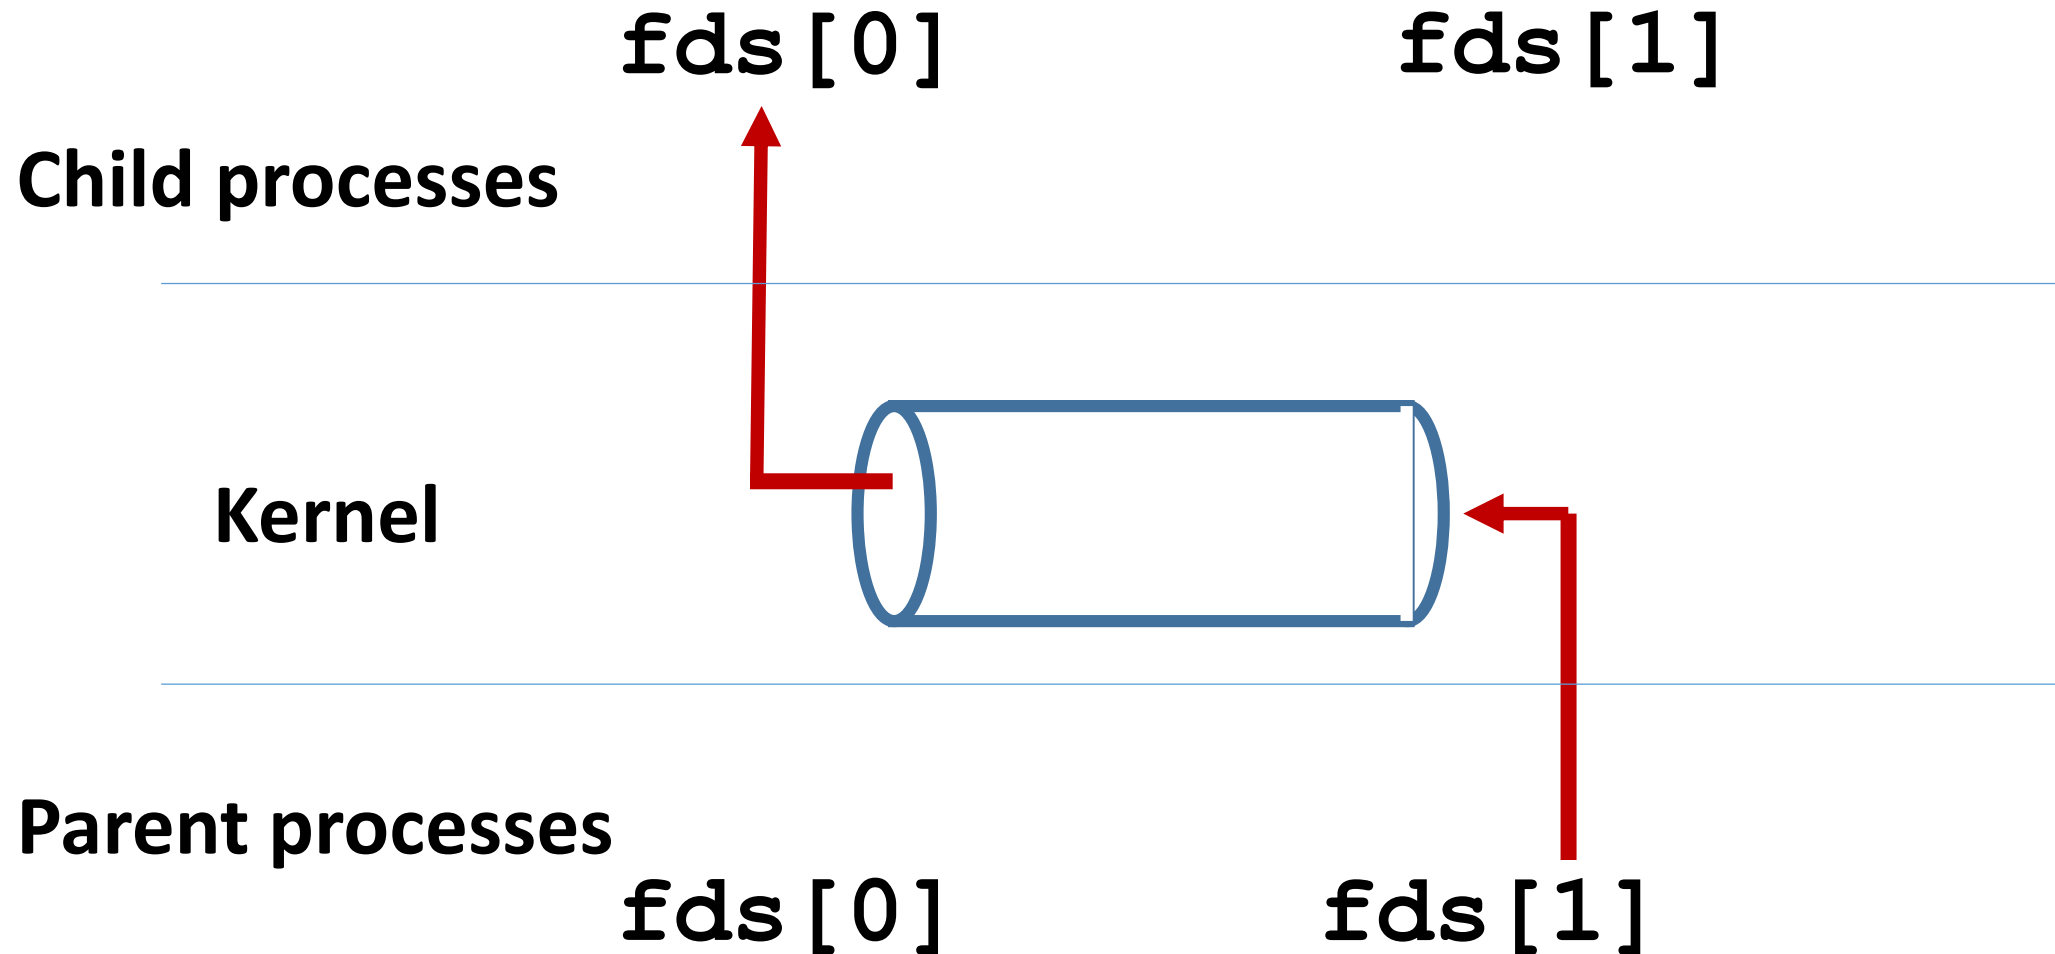 fds[0] fds[1]
Child processes
Kernel
Parent processes
fds[0] fds[1]